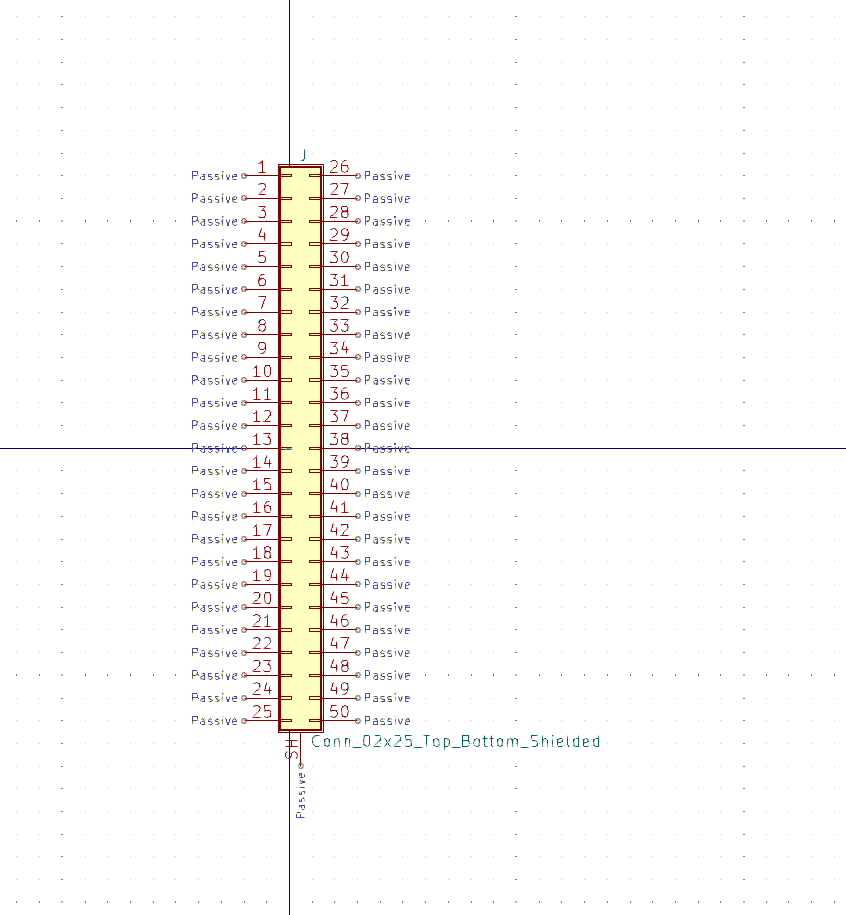 J
Passive 1 26 Passive
Passive 2 27 Passive
Passive 3 28 Passive
Passive 4 29 Passive
Passive 5 30 Passive
Passive 6 31 Passive
Passive 7 32 Passive
Passive 8 33 Passive
Passive 9 34 Passive
Passive 10 35 Passive
Passive 11 36 Passive
Passive 12 37 Passive
Passive 13 38 Passive
Passive 14 39 Passive
Passive 15 40 Passive
Passive 16 41 Passive
Passive 17 42 Passive
Passive 18 43 Passive
Passive 19 44 Passive
Passive 20 45 Passive
Passive 21 46 Passive
Passive 22 47 Passive
Passive 23 48 Passive
Passive 24 49 Passive
Passive 25 50 Passive
SH
Conn_02x25_Top_Bottom_Shielded
Passive